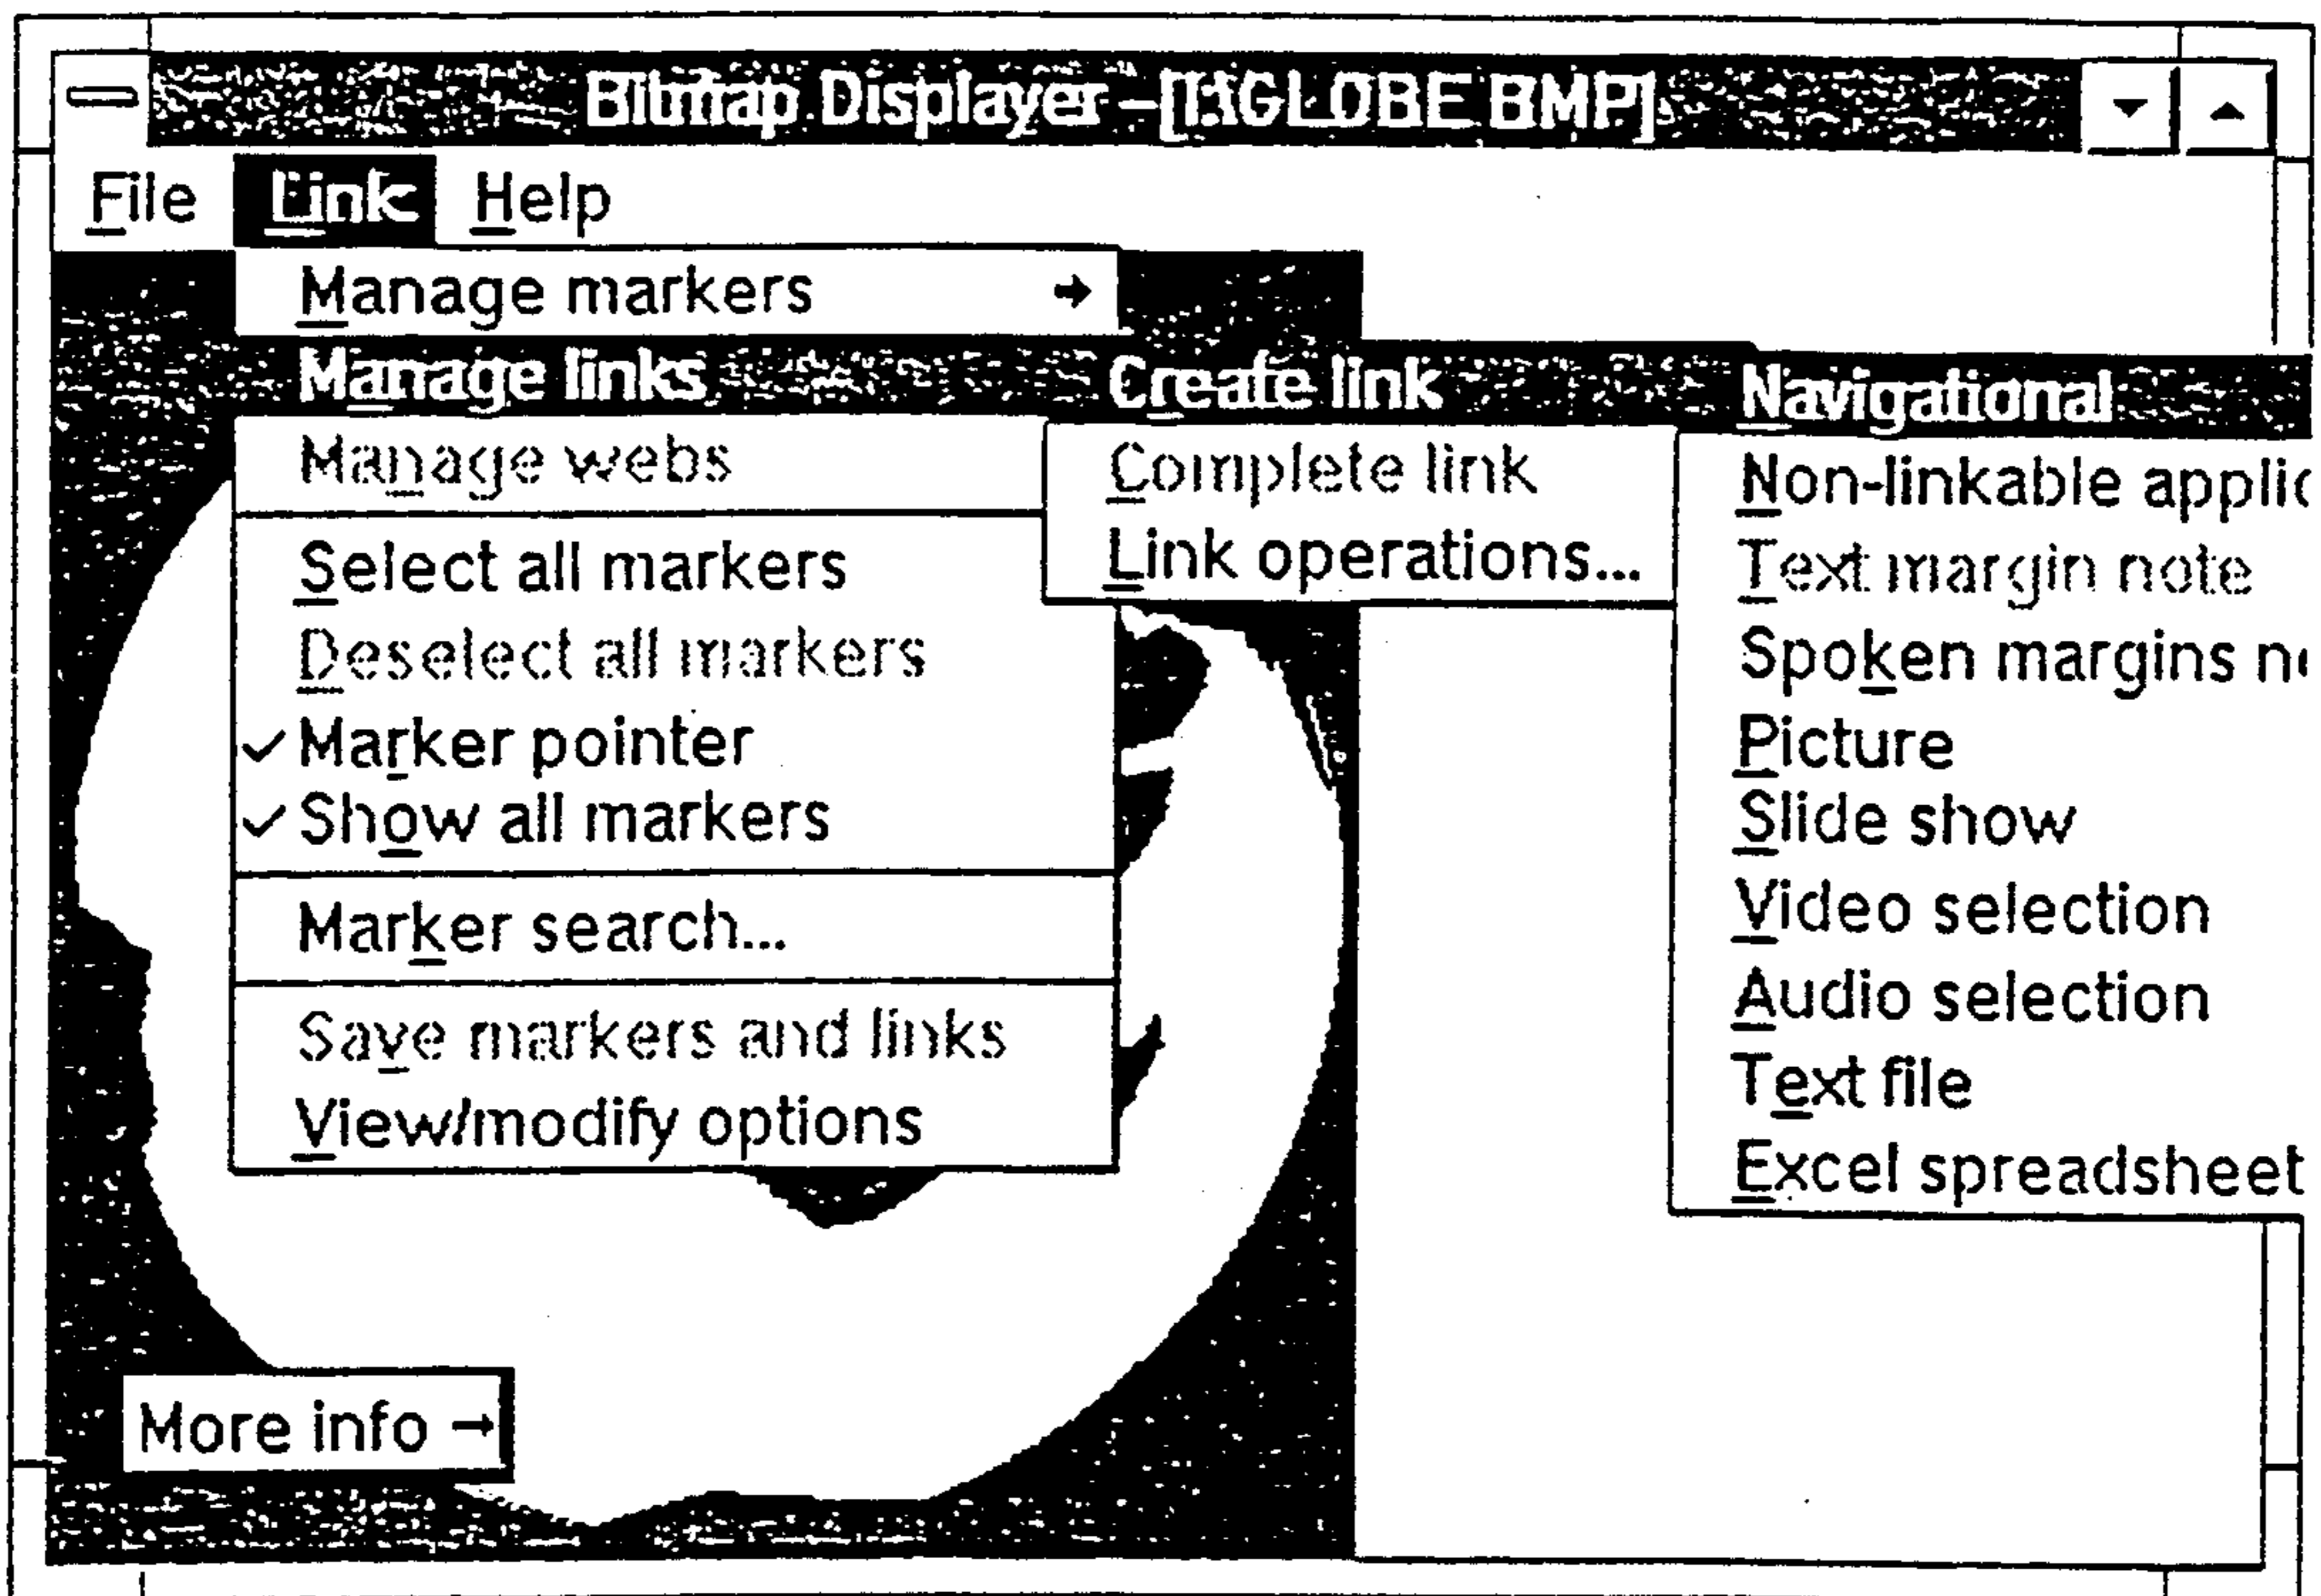 Bitmap Displayer –[I:\GLOBE BMP]
File Link Help
Manage markers →
Manage links
Manage webs
Select all markers
Deselect all markers
✓ Marker pointer
✓ Show all markers
Marker search...
Save markers and links
View/modify options
Create link
Complete link
Link operations...
Navigational
Non-linkable applic
Text margin note
Spoken margins n
Picture
Slide show
Video selection
Audio selection
Text file
Excel spreadsheet
More info →